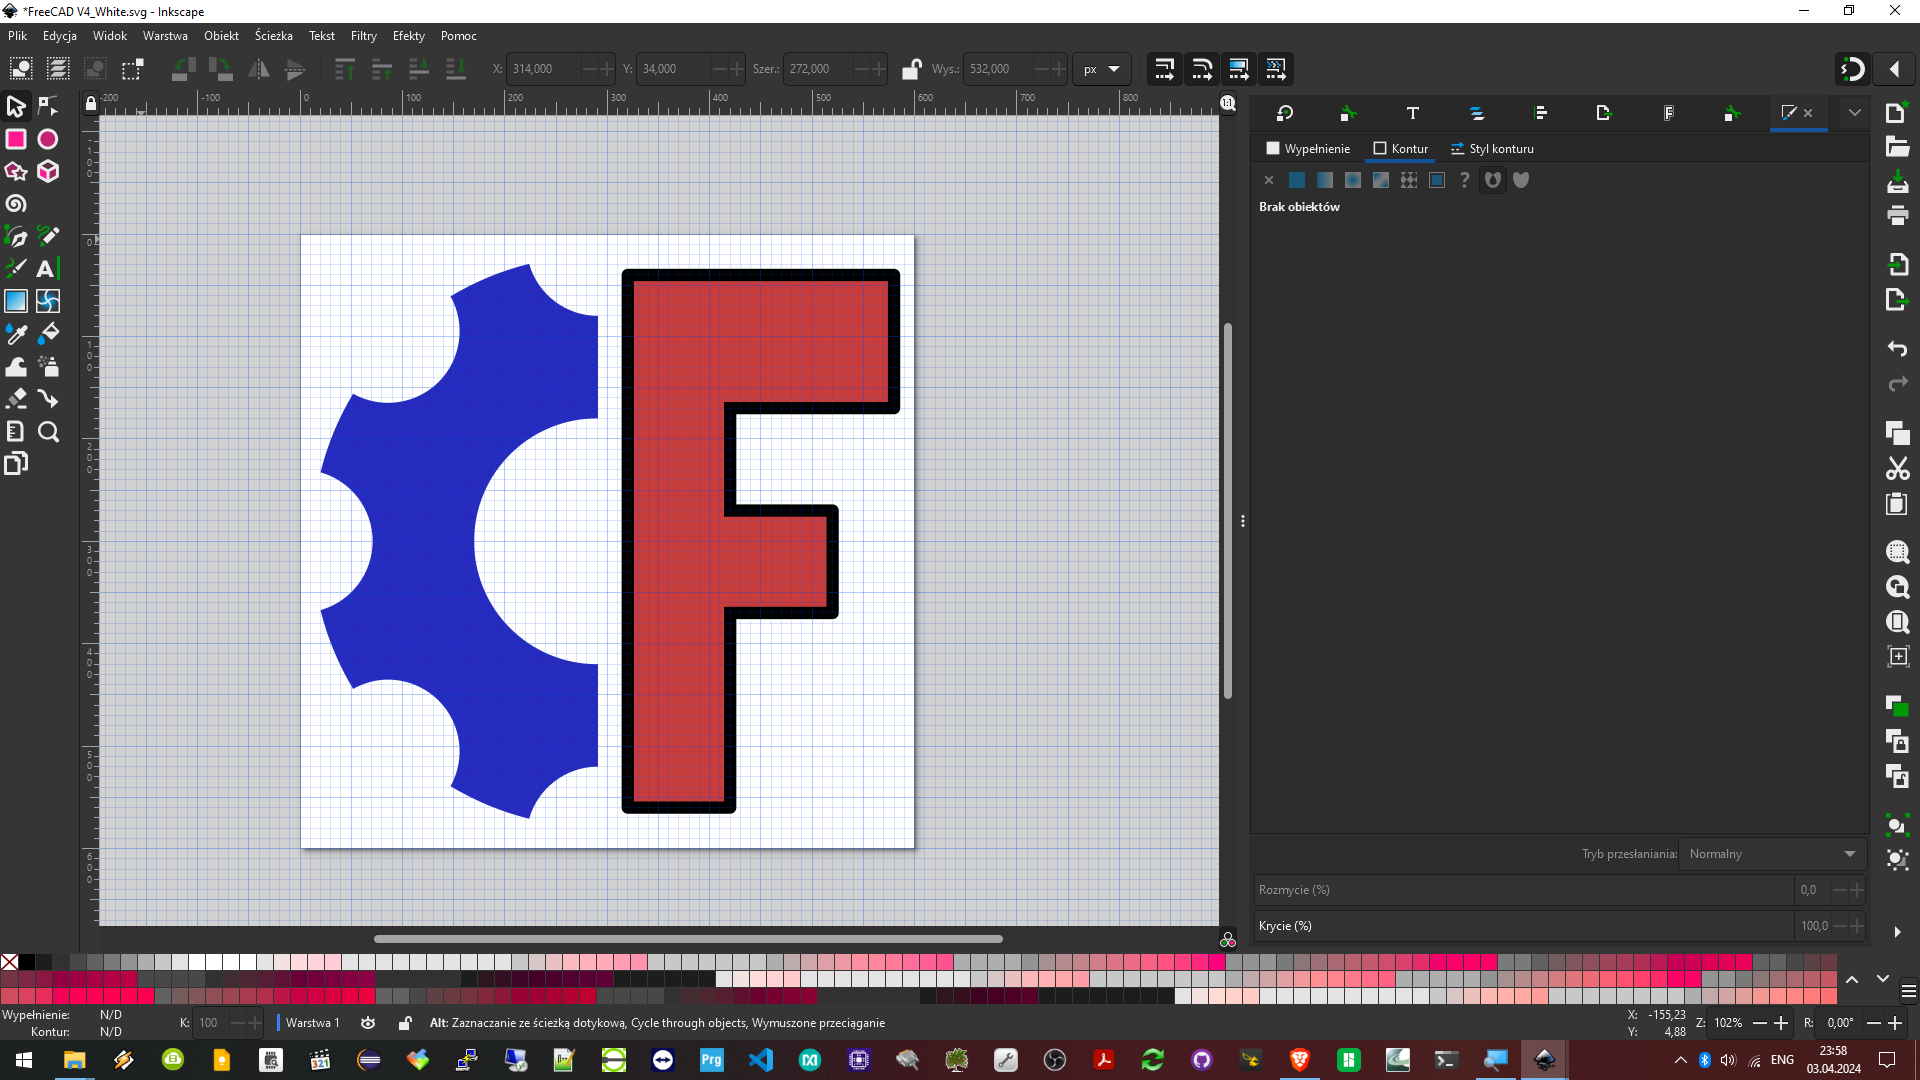 *FreeCAD V4_White.svg - Inkscape
Plik Edycja Widok Warstwa Obiekt Ścieżka Tekst Filtry Efekty Pomoc
X: 314,000 Y: 34,000 Szer.: 272,000 Wys.: 532,000 px
-200 -100 0 100 200 300 400 500 600 700 800
1:1
Wypełnienie Kontur Styl konturu
Brak obiektów
F
Tryb przesłaniania: Normalny
Rozmycie (%) 0,0
Krycie (%) 100,0
Wypełnienie: N/D
Kontur: N/D
K: 100
Warstwa 1
Alt: Zaznaczanie ze ścieżką dotykową, Cycle through objects, Wymuszone przeciąganie
X: -155,23
Y: 4,88
Z: 102%
R: 0,00°
321
Prg
ENG
23:58
03.04.2024